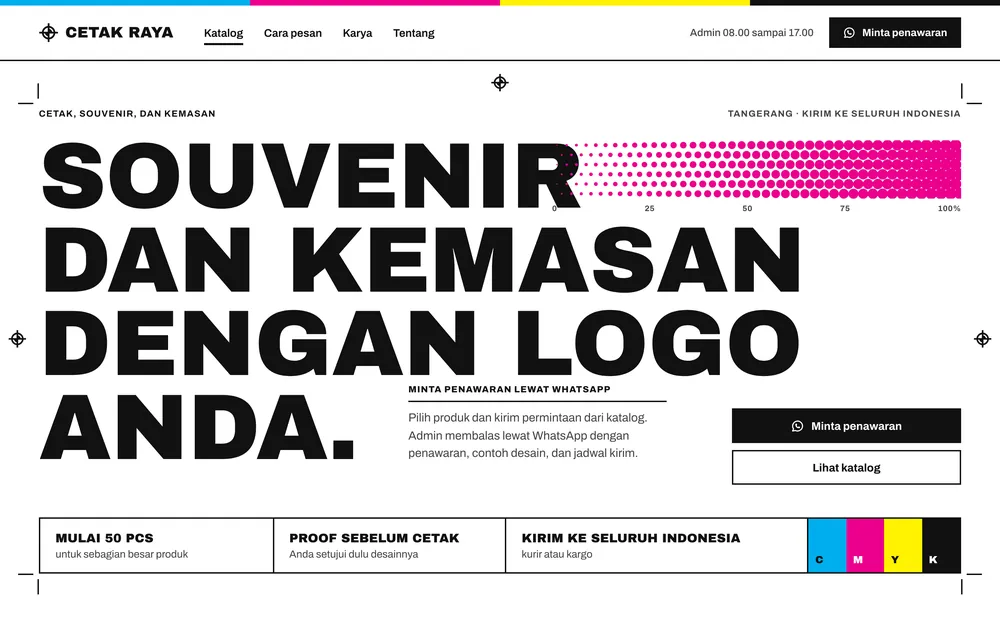 CETAK RAYA
Katalog
Cara pesan
Karya
Tentang
Admin 08.00 sampai 17.00
Minta penawaran
CETAK, SOUVENIR, DAN KEMASAN
TANGERANG · KIRIM KE SELURUH INDONESIA
SOUVENIR
0 25 50 75 100%
DAN KEMASAN
DENGAN LOGO
ANDA.
MINTA PENAWARAN LEWAT WHATSAPP
Pilih produk dan kirim permintaan dari katalog.
Admin membalas lewat WhatsApp dengan
penawaran, contoh desain, dan jadwal kirim.
Minta penawaran
Lihat katalog
MULAI 50 PCS
untuk sebagian besar produk
PROOF SEBELUM CETAK
Anda setujui dulu desainnya
KIRIM KE SELURUH INDONESIA
kurir atau kargo
C M Y K